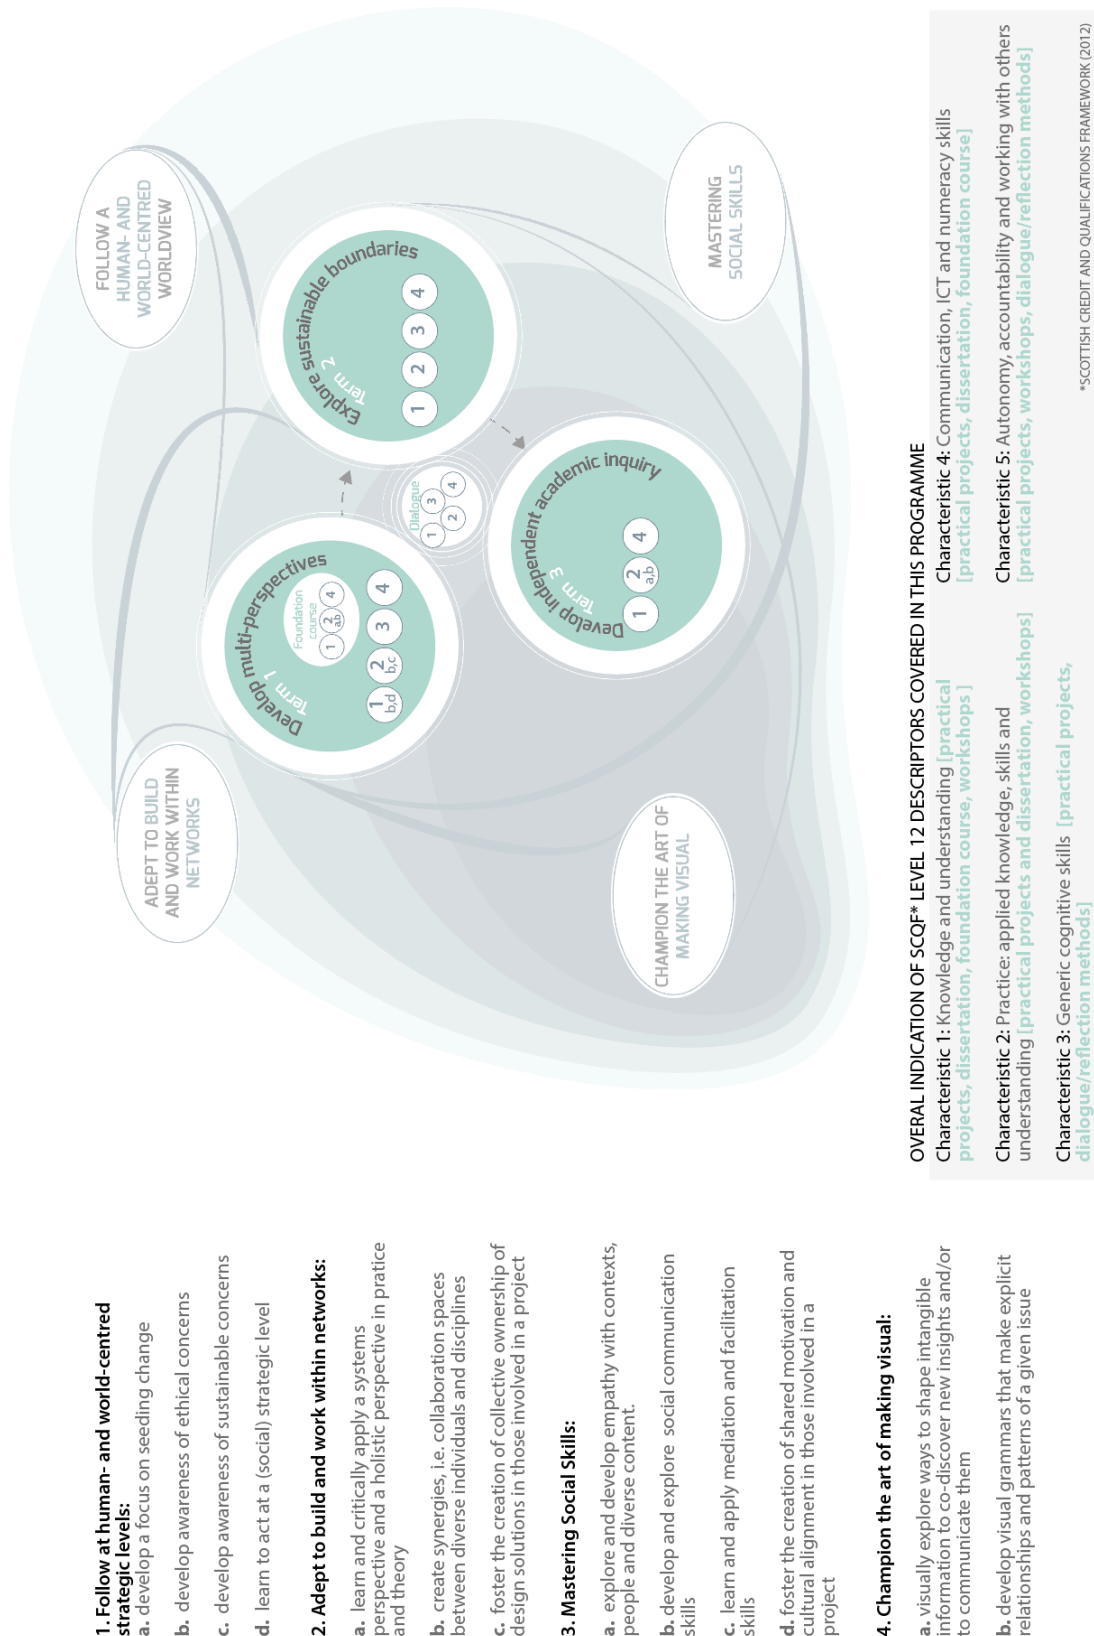 1. Follow at human- and world-centred
strategic levels:
a. develop a focus on seeding change
b. develop awareness of ethical concerns
c. develop awareness of sustainable concerns
d. learn to act at a (social) strategic level
2. Adept to build and work within networks:
a. learn and critically apply a systems
perspective and a holistic perspective in pratice
and theory
b. create synergies, i.e. collaboration spaces
between diverse individuals and disciplines
c. foster the creation of collective ownership of
design solutions in those involved in a project
3. Mastering Social Skills:
a. explore and develop empathy with contexts,
people and diverse content.
b. develop and explore social communication
skills
c. learn and apply mediation and facilitation
skills
d. foster the creation of shared motivation and
cultural alignment in those involved in a
project
4. Champion the art of making visual:
a. visually explore ways to shape intangible
information to co-discover new insights and/or
to communicate them
b. develop visual grammars that make explicit
relationships and patterns of a given issue
ADEPT TO BUILD
AND WORK WITHIN
NETWORKS
FOLLOW A
HUMAN- AND
WORLD-CENTRED
WORLDVIEW
CHAMPION THE ART OF
MAKING VISUAL
MASTERING
SOCIAL SKILLS
Develop multi-perspectives
Term 1
Foundation
course
1 2 a,b 4
1 b,d 2 b,c 3 4
Explore sustainable boundaries
Term 2
1 2 3 4
Dialogue
1 3
2 4
Develop independent academic inquiry
Term 3
1 2 a,b 4
OVERAL INDICATION OF SCQF* LEVEL 12 DESCRIPTORS COVERED IN THIS PROGRAMME
Characteristic 1: Knowledge and understanding [practical
projects, dissertation, foundation course, workshops ]
Characteristic 2: Practice: applied knowledge, skills and
understanding [practical projects and dissertation, workshops]
Characteristic 3: Generic cognitive skills [practical projects,
dialogue/reflection methods]
Characteristic 4: Communication, ICT and numeracy skills
[practical projects, dissertation, foundation course]
Characteristic 5: Autonomy, accountability and working with others
[practical projects, workshops, dialogue/reflection methods]
*SCOTTISH CREDIT AND QUALIFICATIONS FRAMEWORK (2012)